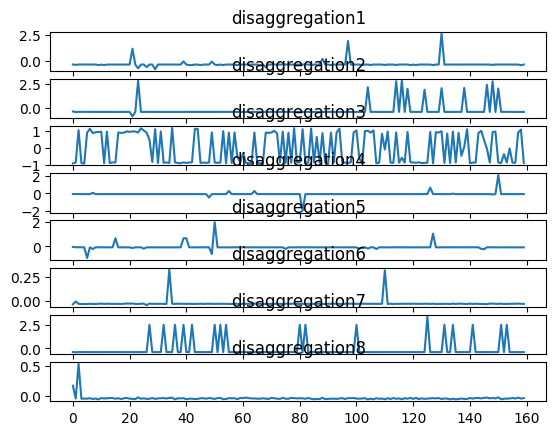 disaggregation1
2.5
0.0
disaggregation2
2.5
0.0
disaggregation3
1
0
−1
disaggregation4
2
0
−2
disaggregation5
2
0
disaggregation6
0.25
0.00
disaggregation7
2.5
0.0
disaggregation8
0.5
0.0
0 20 40 60 80 100 120 140 160